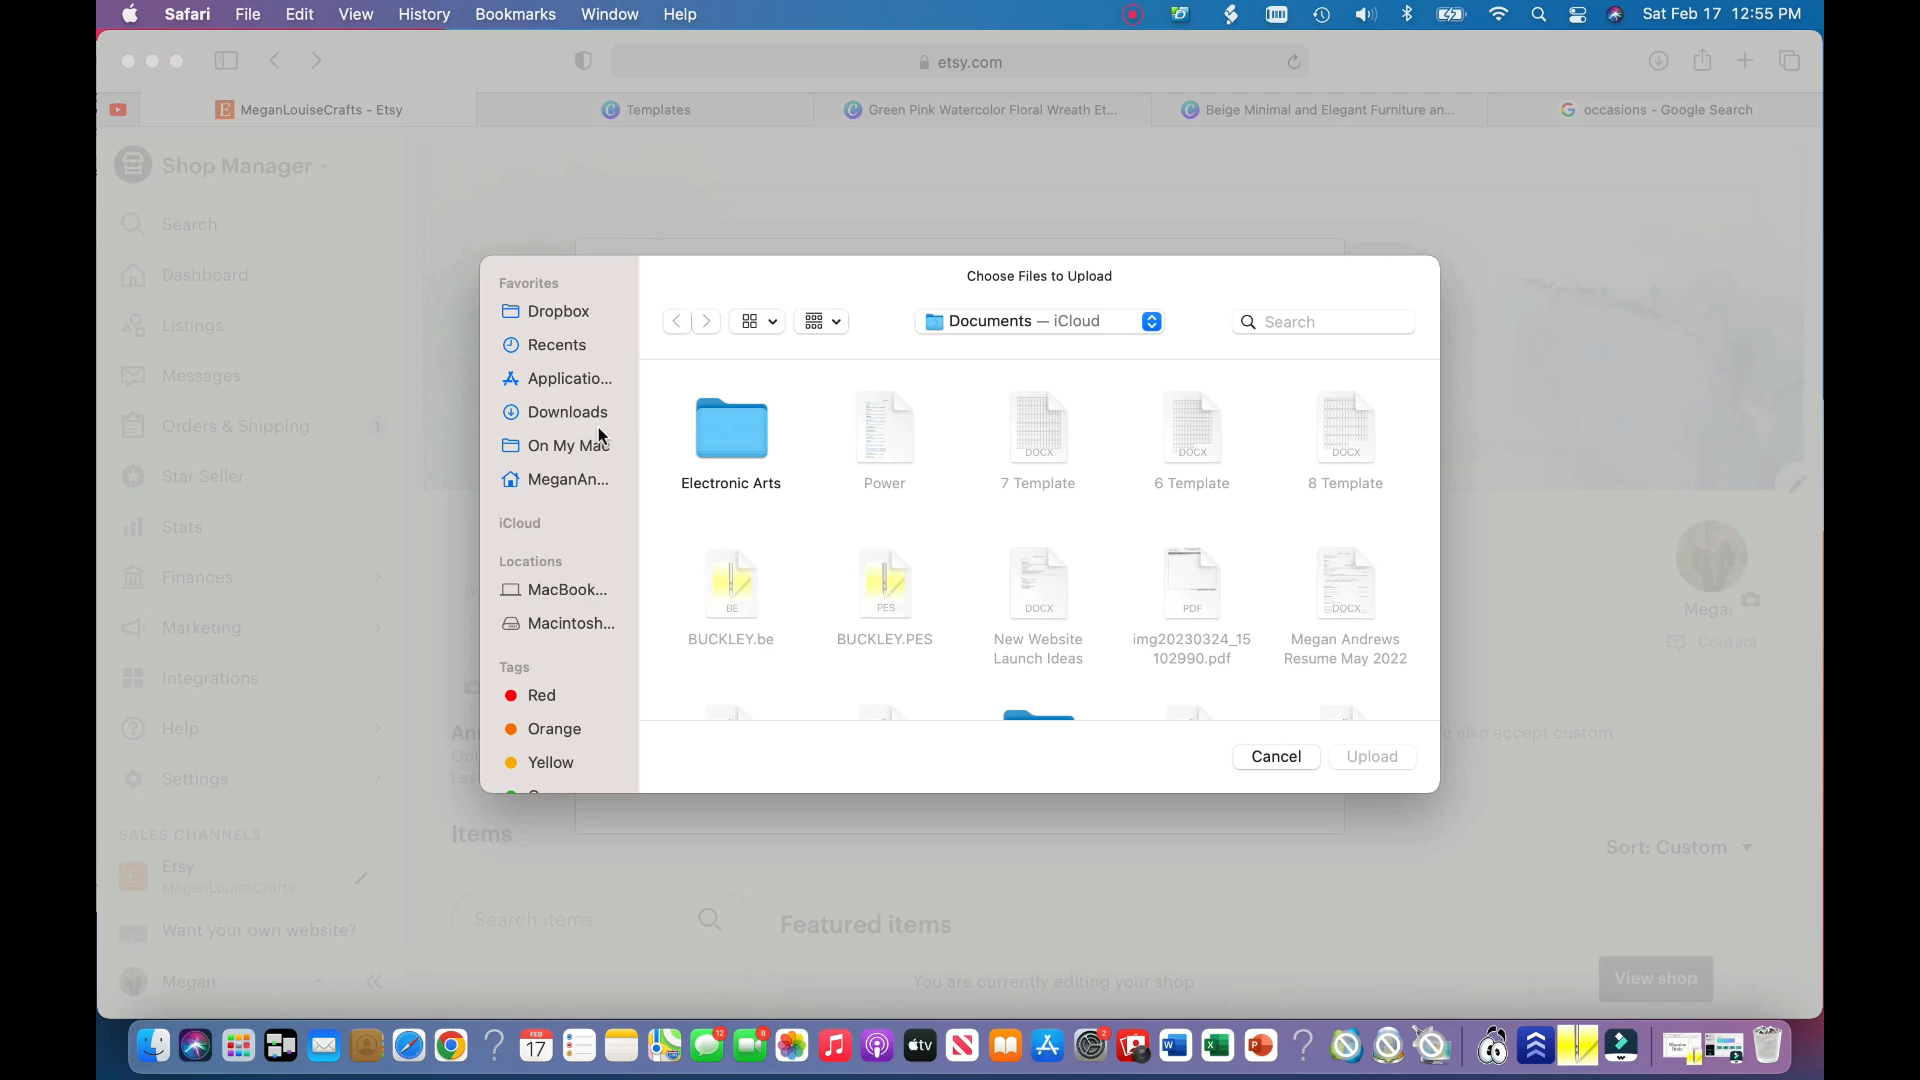 Safari File Edit View History Bookmarks Window Help Sat Feb 17 12:55 PM
etsy.com
MeganLouiseCrafts - Etsy
Templates
Green Pink Watercolor Floral Wreath Et...
Beige Minimal and Elegant Furniture an...
occasions - Google Search
Shop Manager
Search
Dashboard
Listings
Messages
Orders & Shipping 1
Star Seller
Stats
Finances
Marketing
Integrations
Help
Settings
SALES CHANNELS
Etsy
MeganLouiseCrafts
Want your own website?
Megan
Favorites
Dropbox
Recents
Applicatio...
Downloads
On My Mac
MeganAn...
iCloud
Locations
MacBook...
Macintosh...
Tags
Red
Orange
Yellow
Choose Files to Upload
Documents — iCloud
Search
Electronic Arts
Power
DOCX
7 Template
DOCX
6 Template
DOCX
8 Template
BE
BUCKLEY.be
PES
BUCKLEY.PES
DOCX
New Website
Launch Ideas
PDF
img20230324_15
102990.pdf
DOCX
Megan Andrews
Resume May 2022
Cancel
Upload
Contact
e also accept custom
Items
Sort: Custom
Search items
Featured items
You are currently editing your shop
View shop
FEB
17
12
8
tv
2